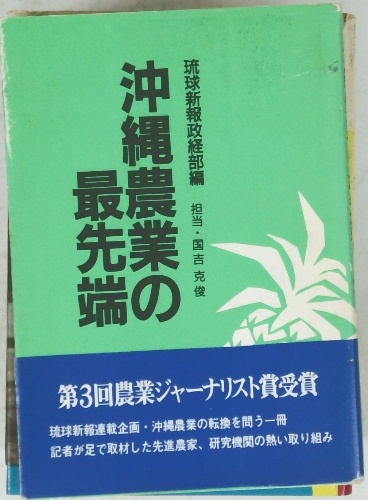 琉球新報政経部編 担当・国吉克俊
沖縄農業の
最先端
第3回農業ジャーナリスト賞受賞
琉球新報連載企画・沖縄農業の転換を問う一冊
記者が足で取材した先進農家、研究機関の熱い取り組み